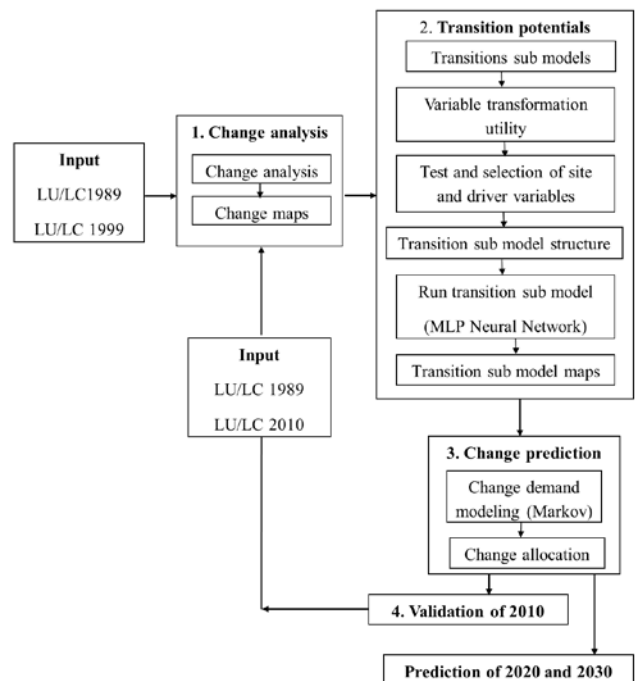 Input
LU/LC1989
LU/LC 1999
1. Change analysis
Change analysis
Change maps
2. Transition potentials
Transitions sub models
Variable transformation
utility
Test and selection of site
and driver variables
Transition sub model structure
Run transition sub model
(MLP Neural Network)
Transition sub model maps
Input
LU/LC 1989
LU/LC 2010
3. Change prediction
Change demand
modeling (Markov)
Change allocation
4. Validation of 2010
Prediction of 2020 and 2030